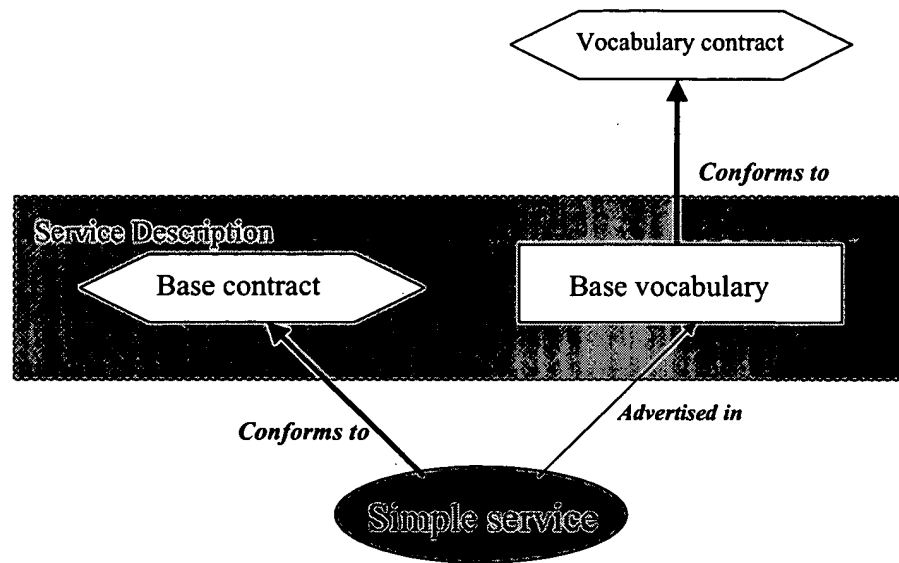 Vocabulary contract
Conforms to
Service Description
Base contract
Base vocabulary
Conforms to
Advertised in
Simple service